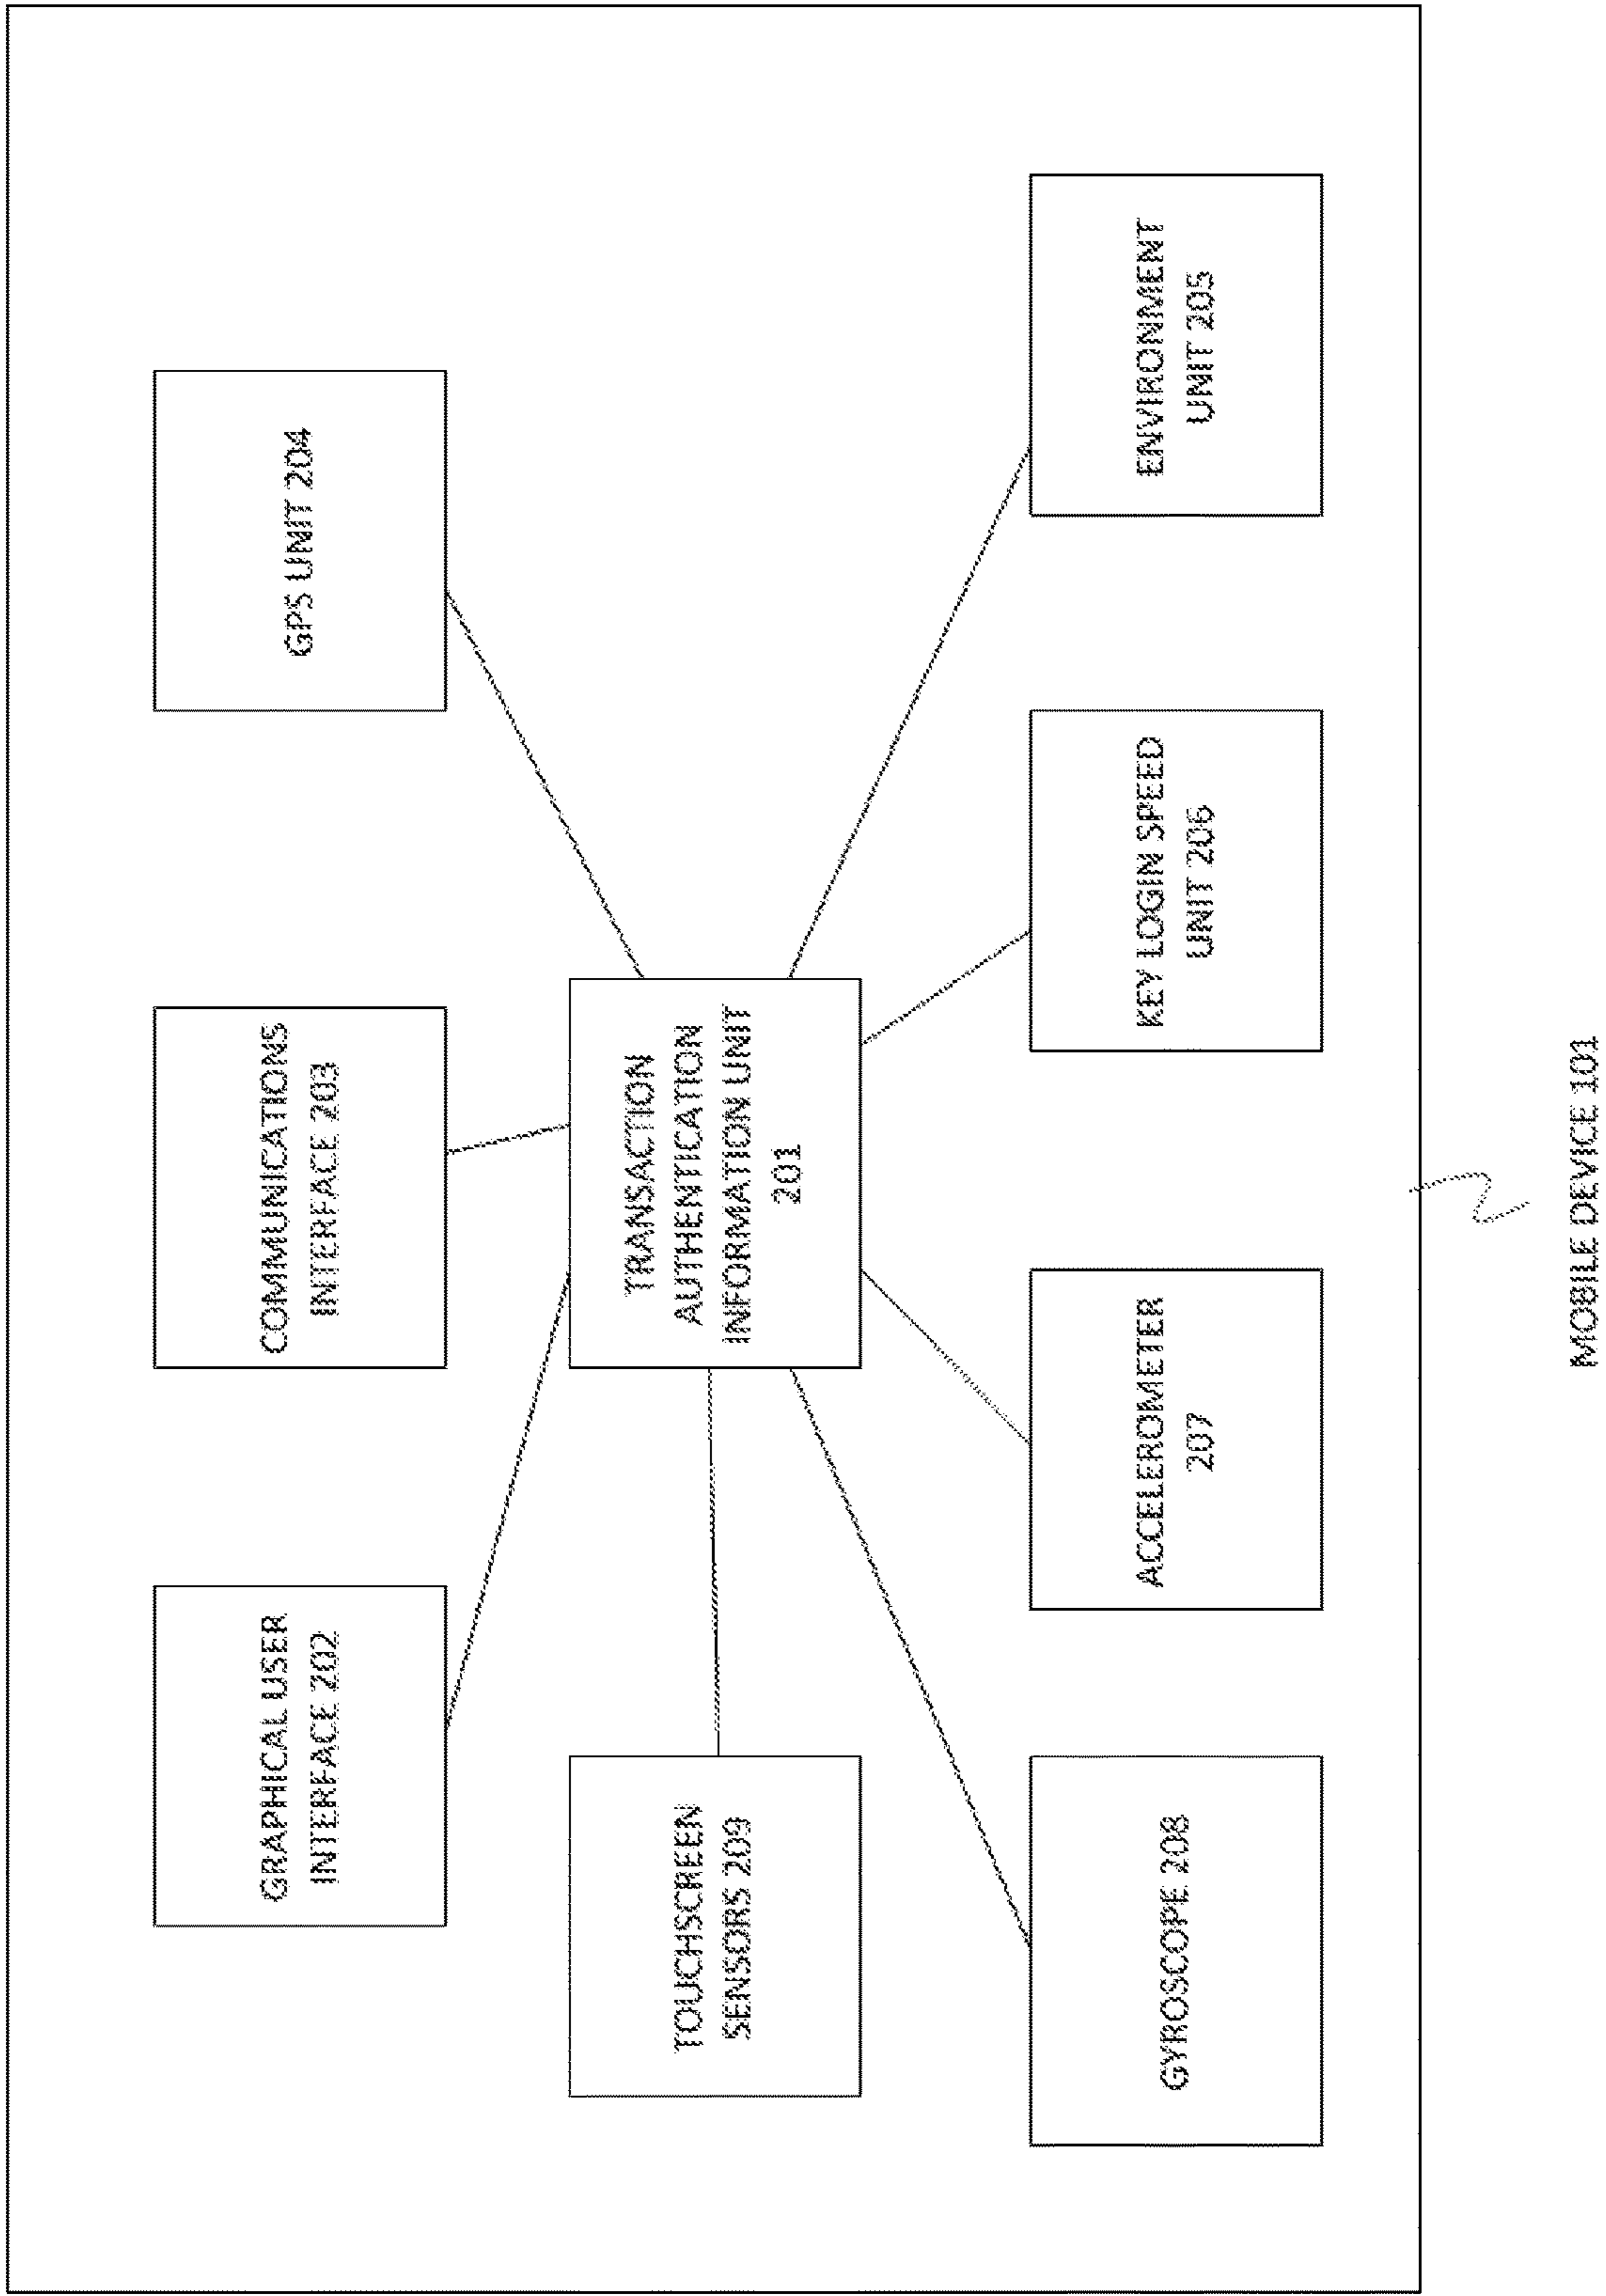 GRAPHICAL USER
INTERFACE 202
COMMUNICATIONS
INTERFACE 203
GPS UNIT 204
TOUCHSCREEN
SENSORS 209
TRANSACTION
AUTHENTICATION
INFORMATION UNIT
201
GYROSCOPE 208
ACCELEROMETER
207
KEY LOGIN SPEED
UNIT 206
ENVIRONMENT
UNIT 205
MOBILE DEVICE 101